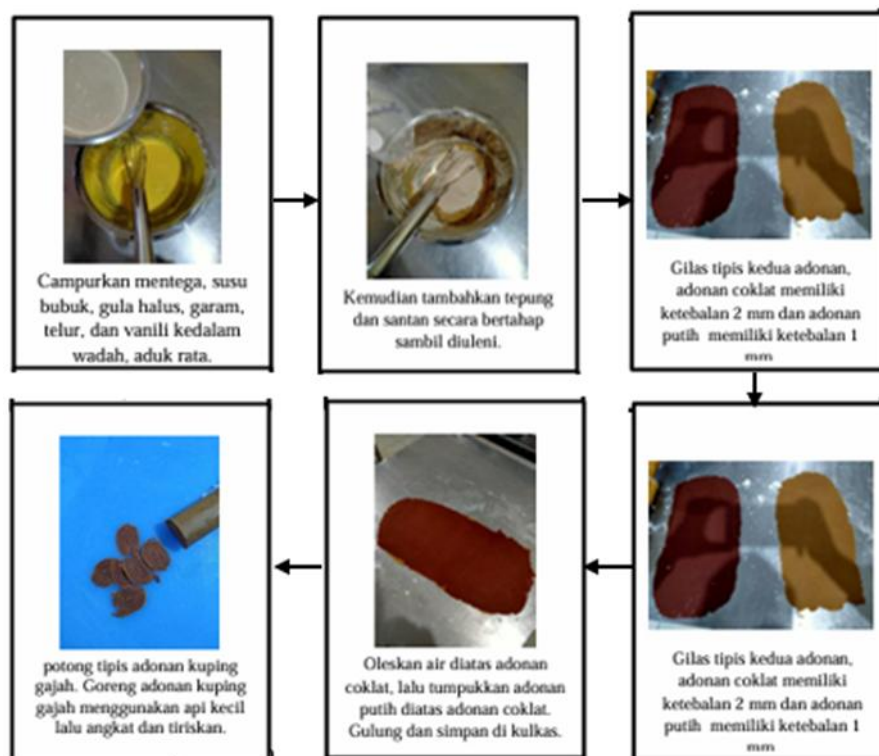 Campurkan mentega, susu
bubuk, gula halus, garam,
telur, dan vanili kedalam
wadah, aduk rata.
Kemudian tambahkan tepung
dan santan secara bertahap
sambil diuleni.
Gilas tipis kedua adonan,
adonan coklat memiliki
ketebalan 2 mm dan adonan
putih memiliki ketebalan 1
mm
Gilas tipis kedua adonan,
adonan coklat memiliki
ketebalan 2 mm dan adonan
putih memiliki ketebalan 1
mm
Oleskan air diatas adonan
coklat, lalu tumpukkan adonan
putih diatas adonan coklat.
Gulung dan simpan di kulkas.
potong tipis adonan kuping
gajah. Goreng adonan kuping
gajah menggunakan api kecil
lalu angkat dan tiriskan.